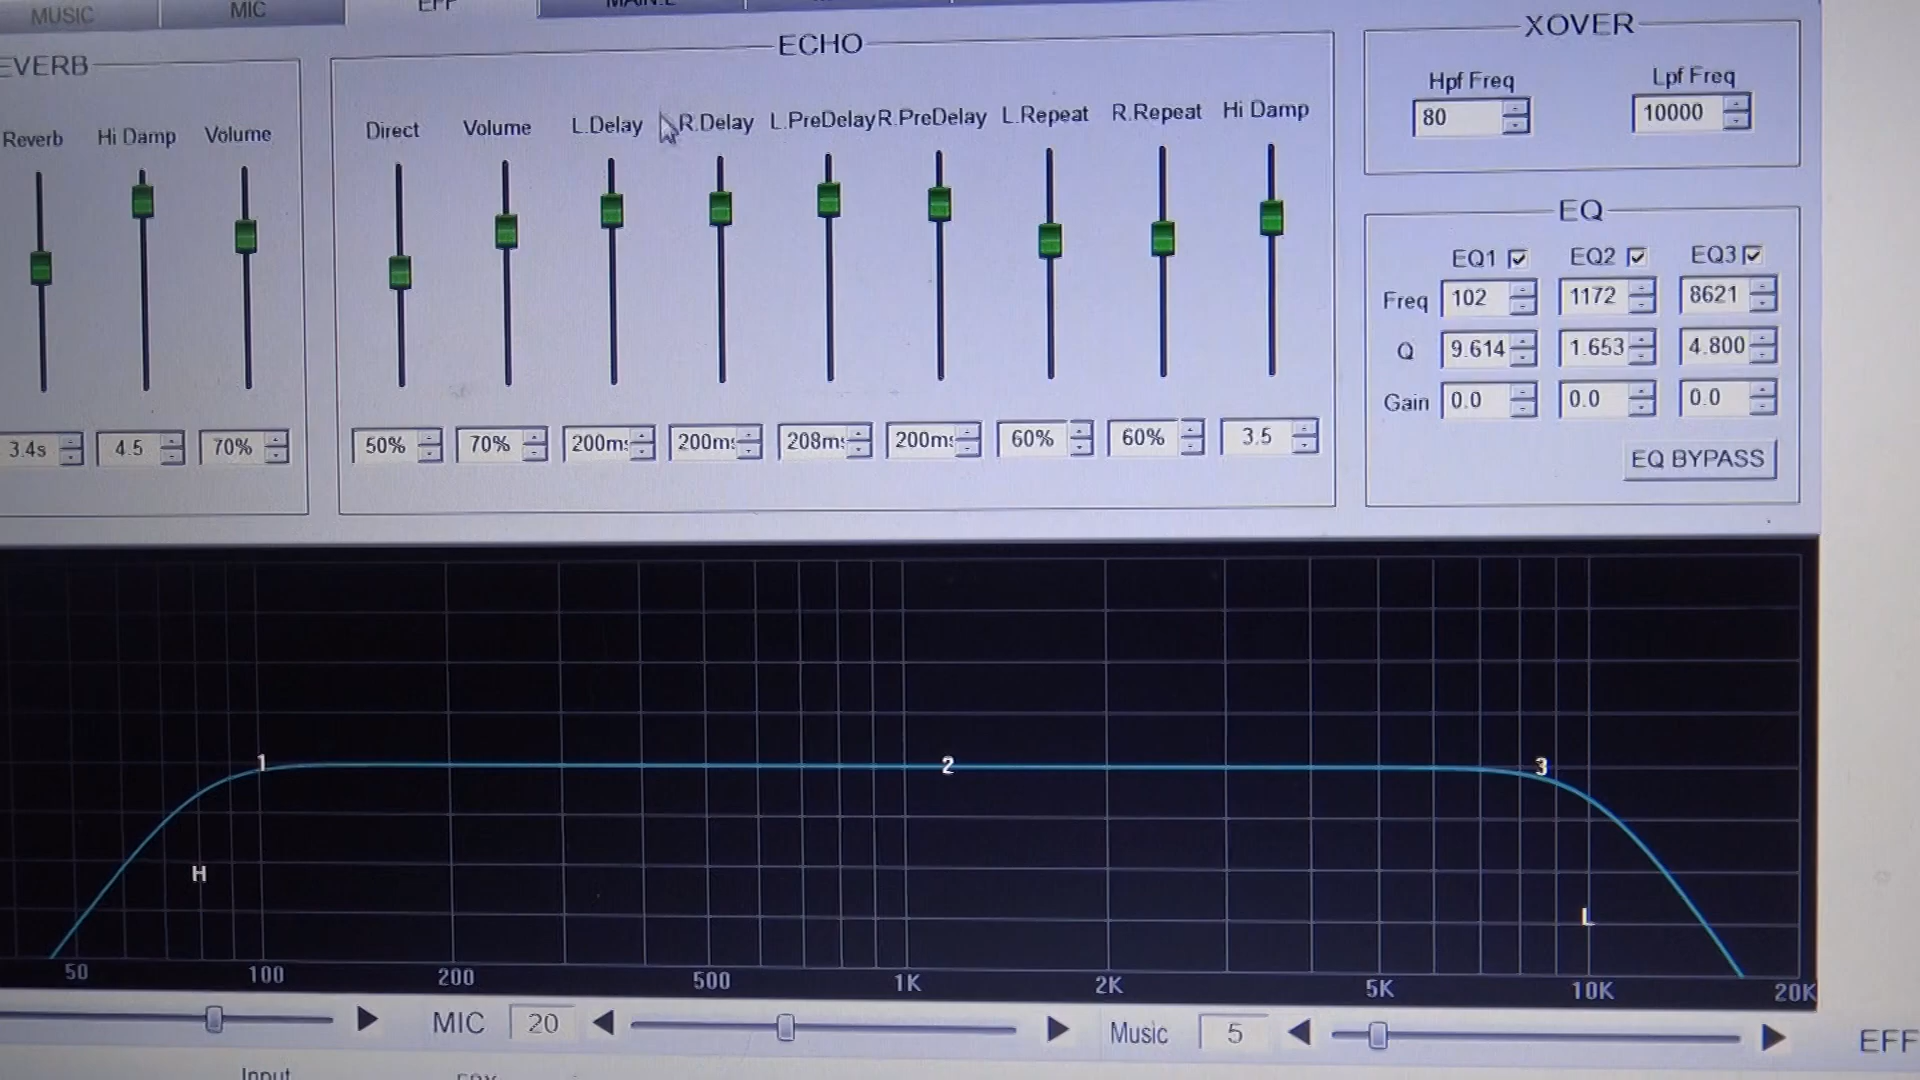 MUSIC MIC EFF MAIN.L
EVERB ECHO XOVER
Hpf Freq Lpf Freq
80 10000
Reverb Hi Damp Volume Direct Volume L.Delay R.Delay L.PreDelay R.PreDelay L.Repeat R.Repeat Hi Damp
EQ
EQ1 EQ2 EQ3
Freq 102 1172 8621
Q 9.614 1.653 4.800
Gain 0.0 0.0 0.0
3.4s 4.5 70% 50% 70% 200ms 200ms 208ms 200ms 60% 60% 3.5
EQ BYPASS
1 2 3
H L
50 100 200 500 1K 2K 5K 10K 20K
MIC 20 Music 5 EFF
Input